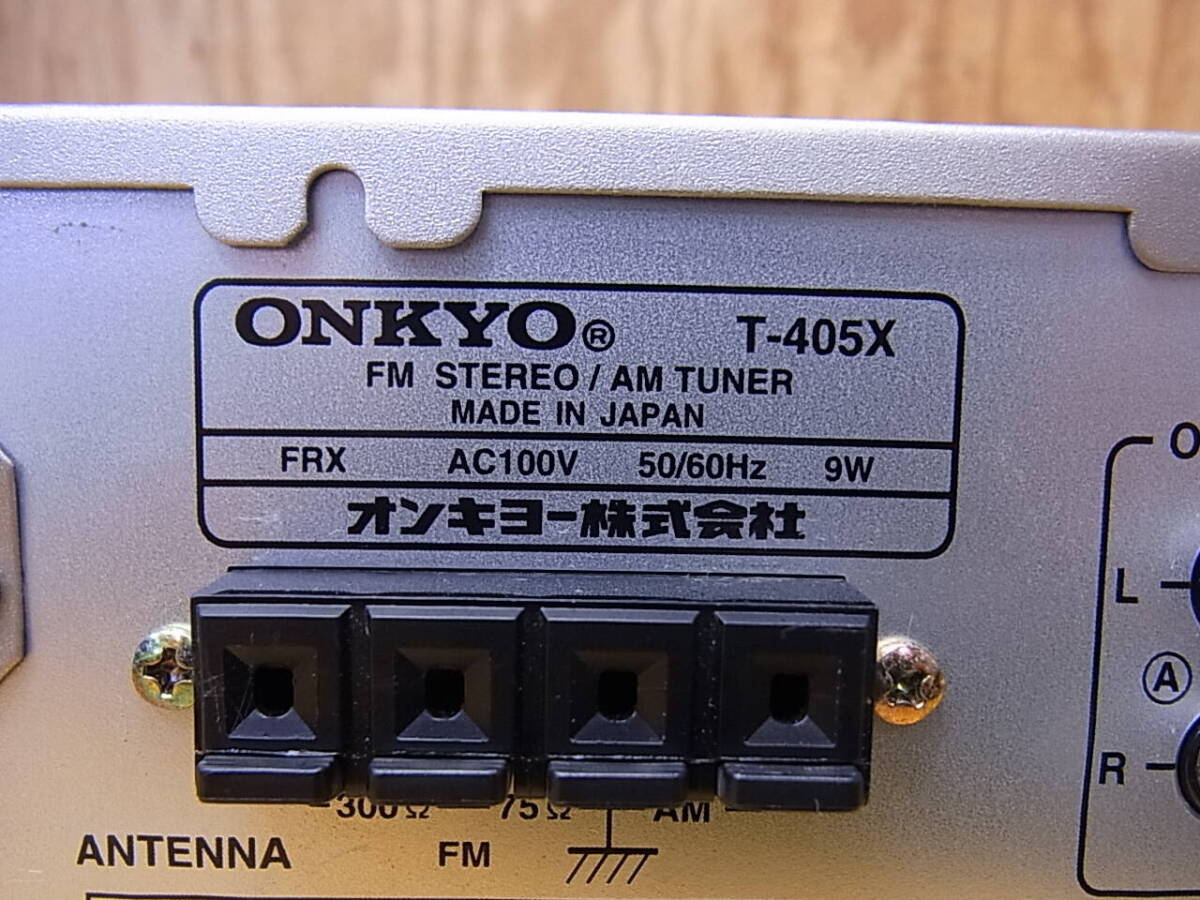 ONKYO®
T-405X
FM STEREO / AM TUNER
MADE IN JAPAN
FRX AC100V 50/60Hz 9W
オンキヨー株式会社
300Ω 75Ω AM
ANTENNA FM
L
A
R